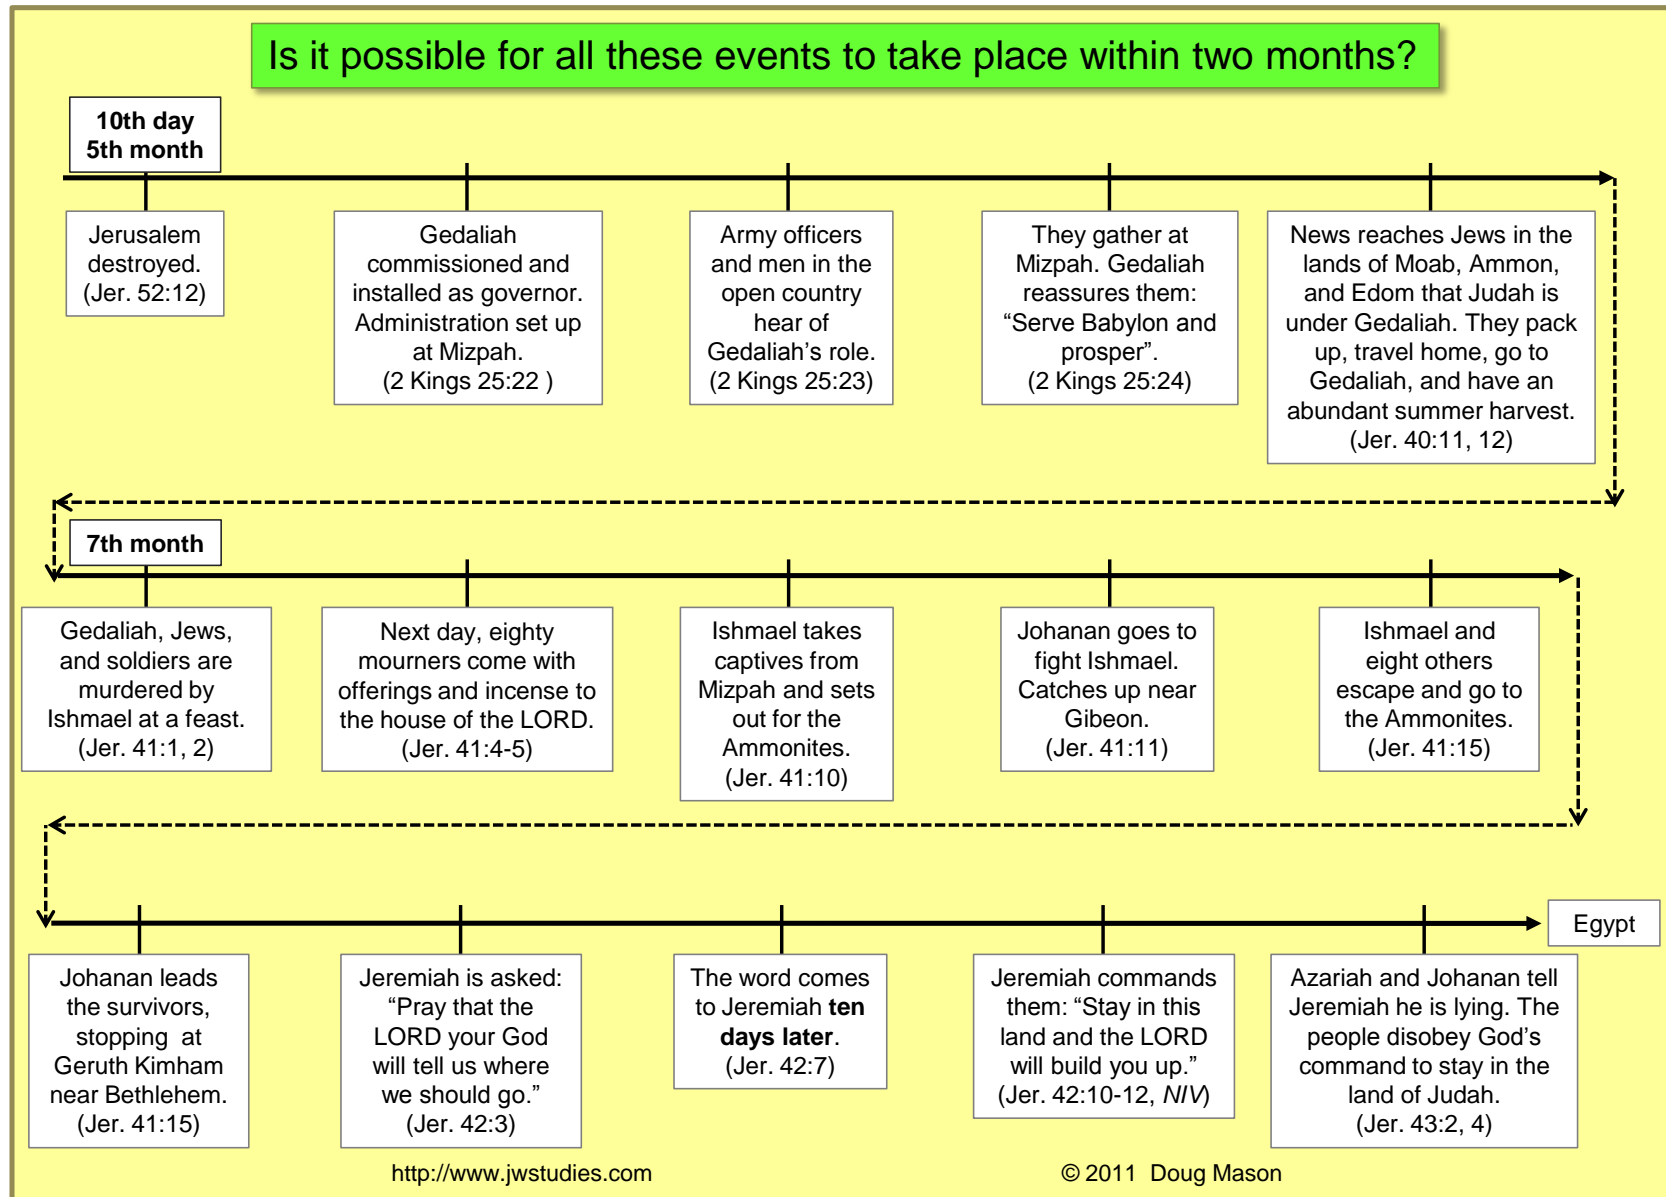 Is it possible for all these events to take place within two months?
10th day
5th month
Jerusalem
destroyed.
(Jer. 52:12)
Gedaliah
commissioned and
installed as governor.
Administration set up
at Mizpah.
(2 Kings 25:22 )
Army officers
and men in the
open country
hear of
Gedaliah’s role.
(2 Kings 25:23)
They gather at
Mizpah. Gedaliah
reassures them:
“Serve Babylon and
prosper”.
(2 Kings 25:24)
News reaches Jews in the
lands of Moab, Ammon,
and Edom that Judah is
under Gedaliah. They pack
up, travel home, go to
Gedaliah, and have an
abundant summer harvest.
(Jer. 40:11, 12)
7th month
Gedaliah, Jews,
and soldiers are
murdered by
Ishmael at a feast.
(Jer. 41:1, 2)
Next day, eighty
mourners come with
offerings and incense to
the house of the LORD.
(Jer. 41:4-5)
Ishmael takes
captives from
Mizpah and sets
out for the
Ammonites.
(Jer. 41:10)
Johanan goes to
fight Ishmael.
Catches up near
Gibeon.
(Jer. 41:11)
Ishmael and
eight others
escape and go to
the Ammonites.
(Jer. 41:15)
Egypt
Johanan leads
the survivors,
stopping at
Geruth Kimham
near Bethlehem.
(Jer. 41:15)
Jeremiah is asked:
“Pray that the
LORD your God
will tell us where
we should go.”
(Jer. 42:3)
The word comes
to Jeremiah ten
days later.
(Jer. 42:7)
Jeremiah commands
them: “Stay in this
land and the LORD
will build you up.”
(Jer. 42:10-12, NIV)
Azariah and Johanan tell
Jeremiah he is lying. The
people disobey God’s
command to stay in the
land of Judah.
(Jer. 43:2, 4)
http://www.jwstudies.com
© 2011 Doug Mason